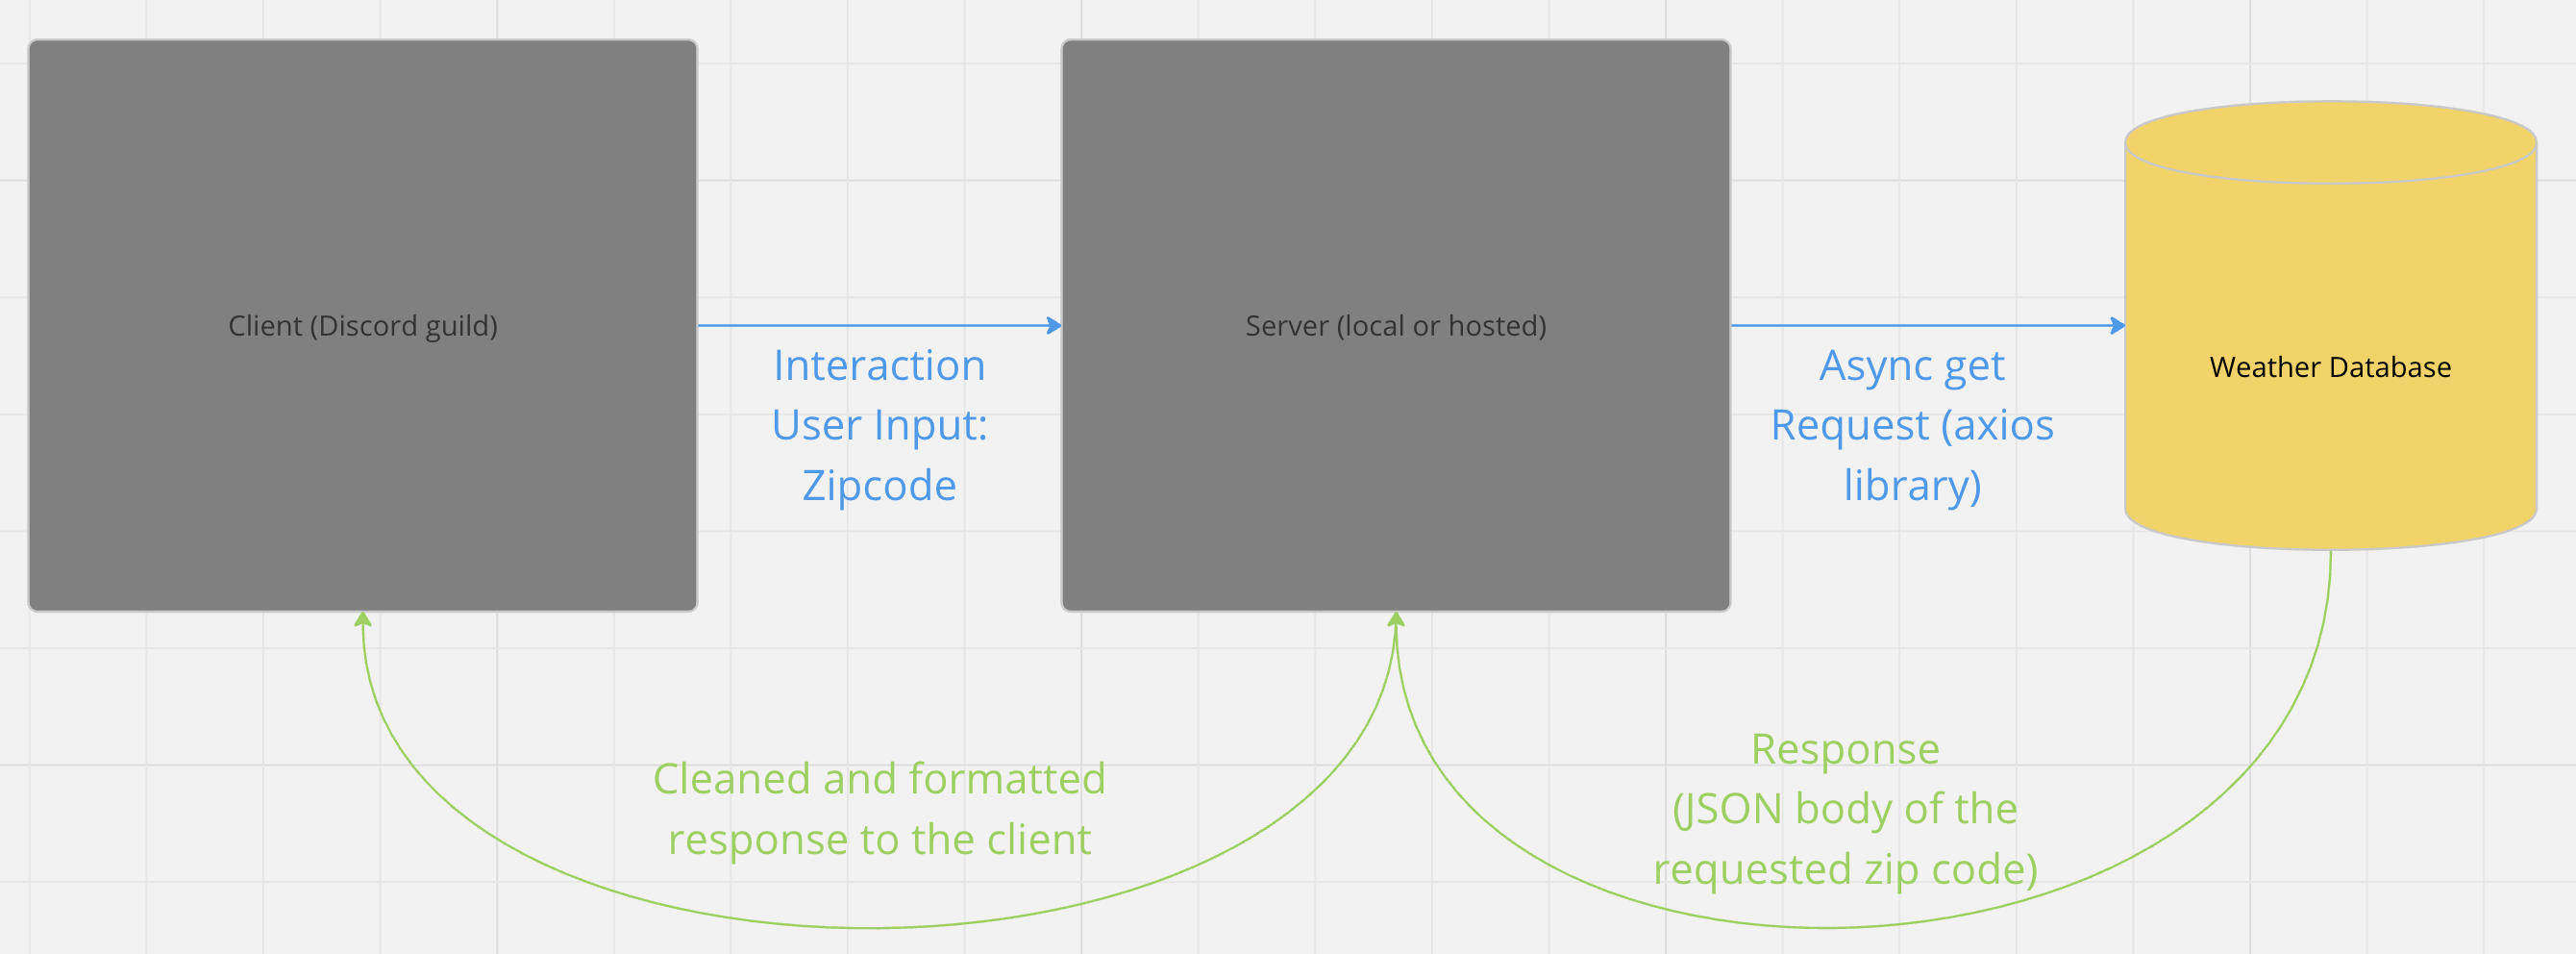 Client (Discord guild)
Interaction
User Input:
Zipcode
Server (local or hosted)
Async get
Request (axios
library)
Weather Database
Cleaned and formatted
response to the client
Response
(JSON body of the
requested zip code)